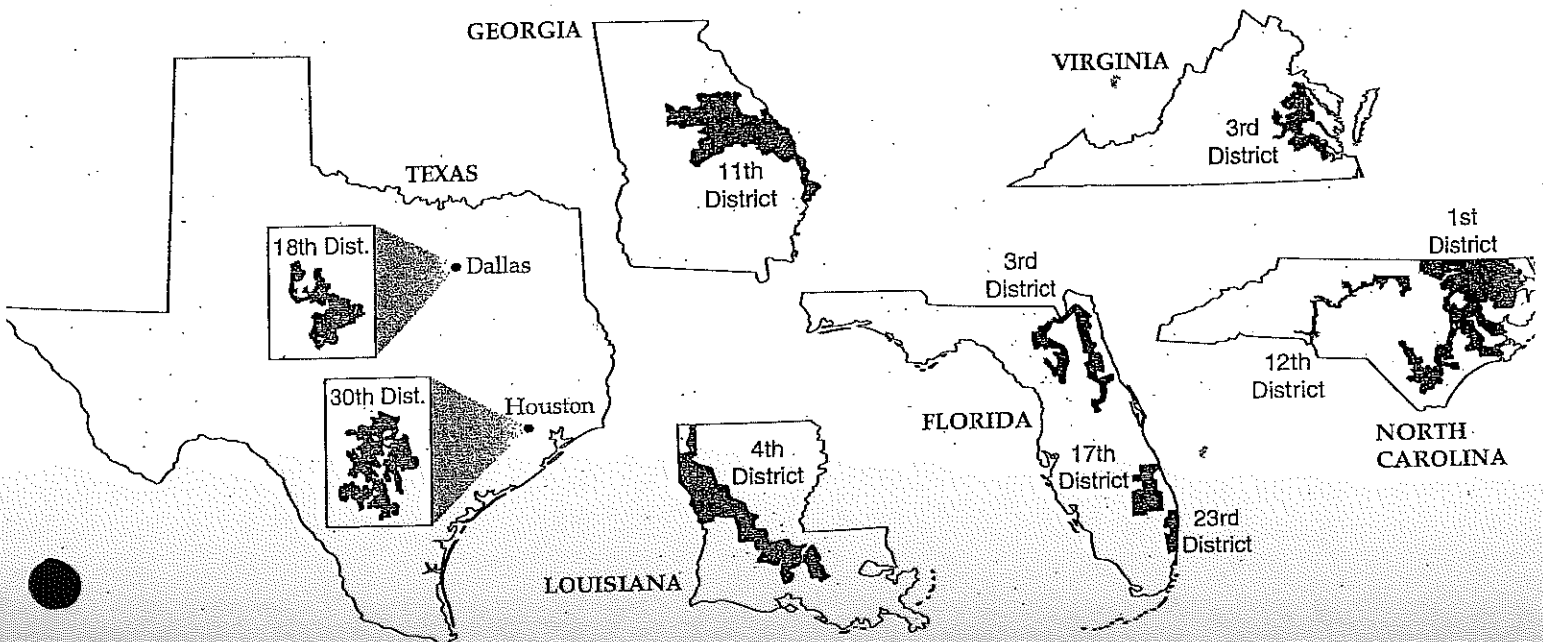 GEORGIA
11th
District
VIRGINIA
3rd
District
TEXAS
18th Dist.
Dallas
30th Dist.
Houston
3rd
District
FLORIDA
17th
District
23rd
District
1st
District
12th
District
NORTH
CAROLINA
4th
District
LOUISIANA